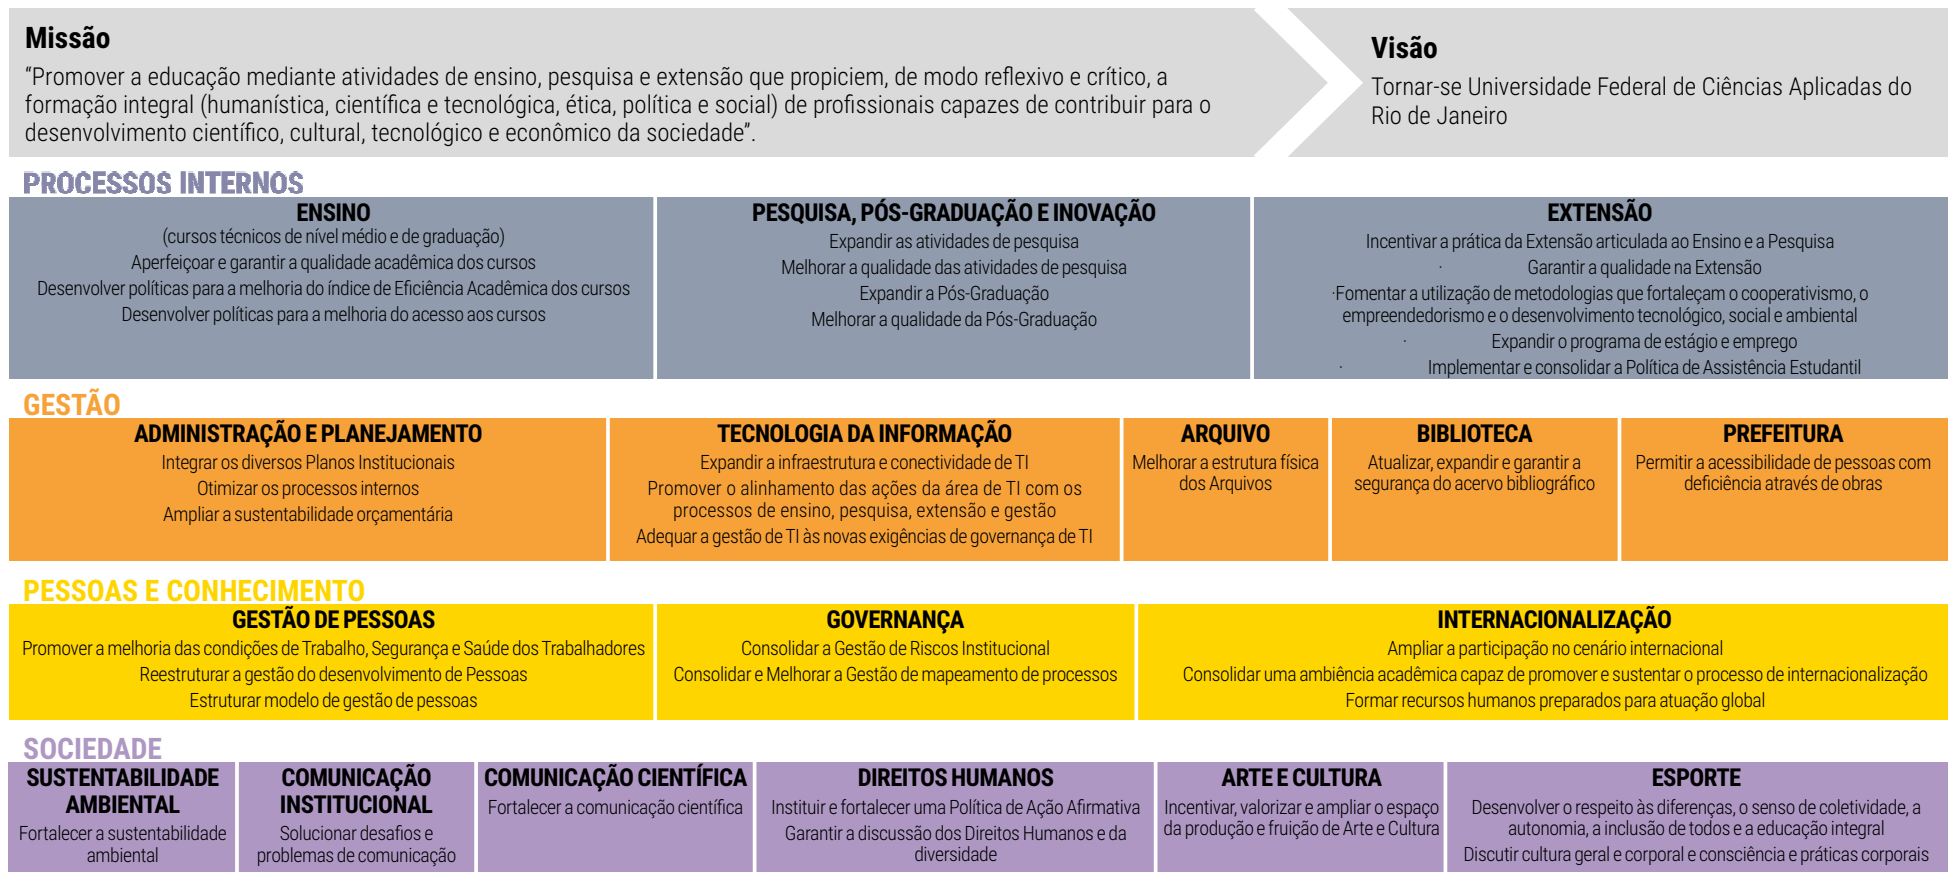 Missão
“Promover a educação mediante atividades de ensino, pesquisa e extensão que propiciem, de modo reflexivo e crítico, a
formação integral (humanística, científica e tecnológica, ética, política e social) de profissionais capazes de contribuir para o
desenvolvimento científico, cultural, tecnológico e econômico da sociedade”.
Visão
Tornar-se Universidade Federal de Ciências Aplicadas do
Rio de Janeiro
PROCESSOS INTERNOS
ENSINO
(cursos técnicos de nível médio e de graduação)
Aperfeiçoar e garantir a qualidade acadêmica dos cursos
Desenvolver políticas para a melhoria do índice de Eficiência Acadêmica dos cursos
Desenvolver políticas para a melhoria do acesso aos cursos
PESQUISA, PÓS-GRADUAÇÃO E INOVAÇÃO
Expandir as atividades de pesquisa
Melhorar a qualidade das atividades de pesquisa
Expandir a Pós-Graduação
Melhorar a qualidade da Pós-Graduação
EXTENSÃO
Incentivar a prática da Extensão articulada ao Ensino e a Pesquisa
· Garantir a qualidade na Extensão
·Fomentar a utilização de metodologias que fortaleçam o cooperativismo, o
empreendedorismo e o desenvolvimento tecnológico, social e ambiental
· Expandir o programa de estágio e emprego
· Implementar e consolidar a Política de Assistência Estudantil
GESTÃO
ADMINISTRAÇÃO E PLANEJAMENTO
Integrar os diversos Planos Institucionais
Otimizar os processos internos
Ampliar a sustentabilidade orçamentária
TECNOLOGIA DA INFORMAÇÃO
Expandir a infraestrutura e conectividade de TI
Promover o alinhamento das ações da área de TI com os
processos de ensino, pesquisa, extensão e gestão
Adequar a gestão de TI às novas exigências de governança de TI
ARQUIVO
Melhorar a estrutura física
dos Arquivos
BIBLIOTECA
Atualizar, expandir e garantir a
segurança do acervo bibliográfico
PREFEITURA
Permitir a acessibilidade de pessoas com
deficiência através de obras
PESSOAS E CONHECIMENTO
GESTÃO DE PESSOAS
Promover a melhoria das condições de Trabalho, Segurança e Saúde dos Trabalhadores
Reestruturar a gestão do desenvolvimento de Pessoas
Estruturar modelo de gestão de pessoas
GOVERNANÇA
Consolidar a Gestão de Riscos Institucional
Consolidar e Melhorar a Gestão de mapeamento de processos
INTERNACIONALIZAÇÃO
Ampliar a participação no cenário internacional
Consolidar uma ambiência acadêmica capaz de promover e sustentar o processo de internacionalização
Formar recursos humanos preparados para atuação global
SOCIEDADE
SUSTENTABILIDADE
AMBIENTAL
Fortalecer a sustentabilidade
ambiental
COMUNICAÇÃO
INSTITUCIONAL
Solucionar desafios e
problemas de comunicação
COMUNICAÇÃO CIENTÍFICA
Fortalecer a comunicação científica
DIREITOS HUMANOS
Instituir e fortalecer uma Política de Ação Afirmativa
Garantir a discussão dos Direitos Humanos e da
diversidade
ARTE E CULTURA
Incentivar, valorizar e ampliar o espaço
da produção e fruição de Arte e Cultura
ESPORTE
Desenvolver o respeito às diferenças, o senso de coletividade, a
autonomia, a inclusão de todos e a educação integral
Discutir cultura geral e corporal e consciência e práticas corporais